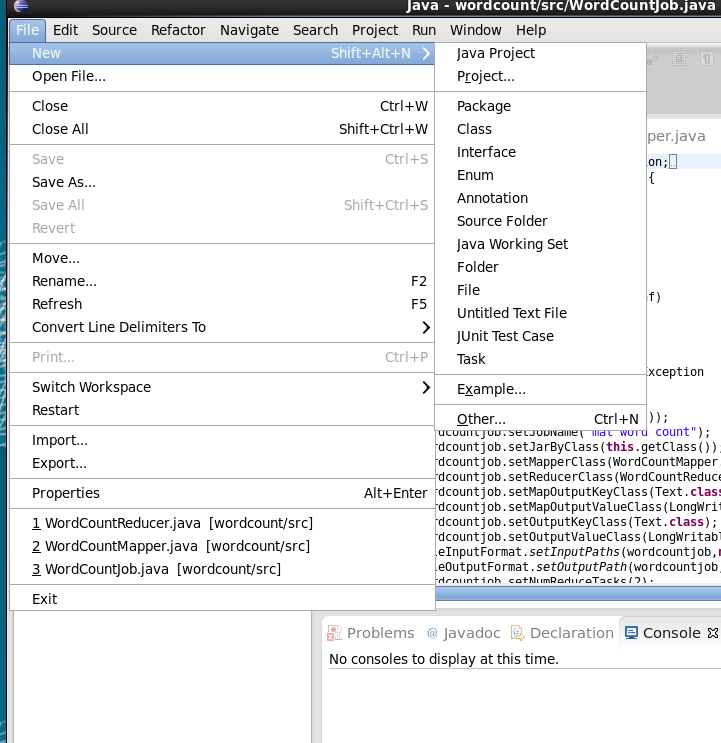 Java - wordcount/src/WordCountJob.java
File Edit Source Refactor Navigate Search Project Run Window Help
New Shift+Alt+N
Open File...
Close Ctrl+W
Close All Shift+Ctrl+W
Save Ctrl+S
Save As...
Save All Shift+Ctrl+S
Revert
Move...
Rename... F2
Refresh F5
Convert Line Delimiters To
Print... Ctrl+P
Switch Workspace
Restart
Import...
Export...
Properties Alt+Enter
1 WordCountReducer.java [wordcount/src]
2 WordCountMapper.java [wordcount/src]
3 WordCountJob.java [wordcount/src]
Exit
Java Project
Project...
Package
Class
Interface
Enum
Annotation
Source Folder
Java Working Set
Folder
File
Untitled Text File
JUnit Test Case
Task
Example...
Other... Ctrl+N
per.java
on;
{
f)
xception
));
rdcountjob.setJobName("mat word count");
rdcountjob.setJarByClass(this.getClass());
rdcountjob.setMapperClass(WordCountMapper.
rdcountjob.setReducerClass(WordCountReduce
rdcountjob.setMapOutputKeyClass(Text.class
rdcountjob.setMapOutputValueClass(LongWrit
rdcountjob.setOutputKeyClass(Text.class);
rdcountjob.setOutputValueClass(LongWritabl
leInputFormat.setInputPaths(wordcountjob,n
leOutputFormat.setOutputPath(wordcountjob,
rdcountjob.setNumReduceTasks(2);
Problems @ Javadoc Declaration Console
No consoles to display at this time.